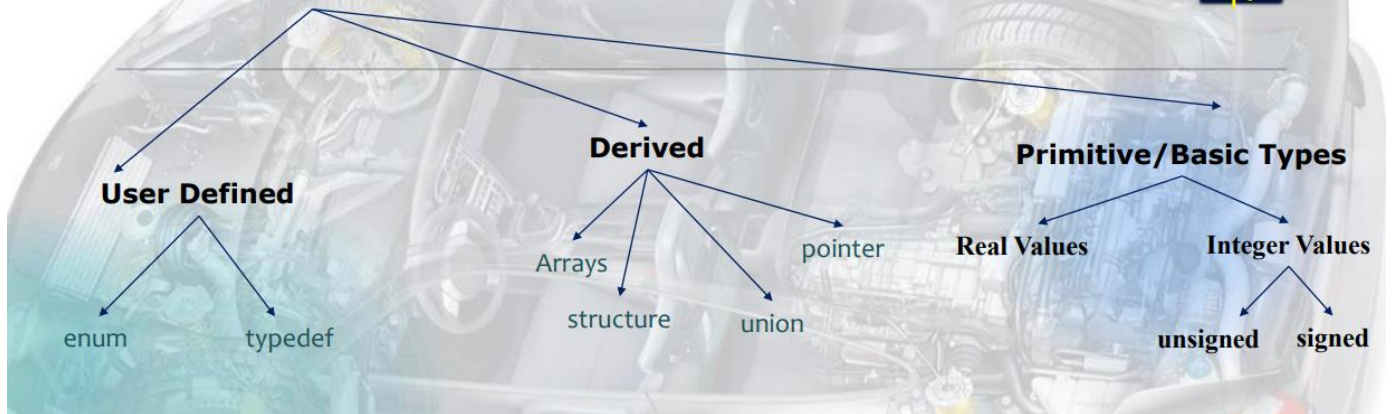 Derived
Primitive/Basic Types
User Defined
Arrays
pointer
Real Values
Integer Values
enum
typedef
structure
union
unsigned
signed